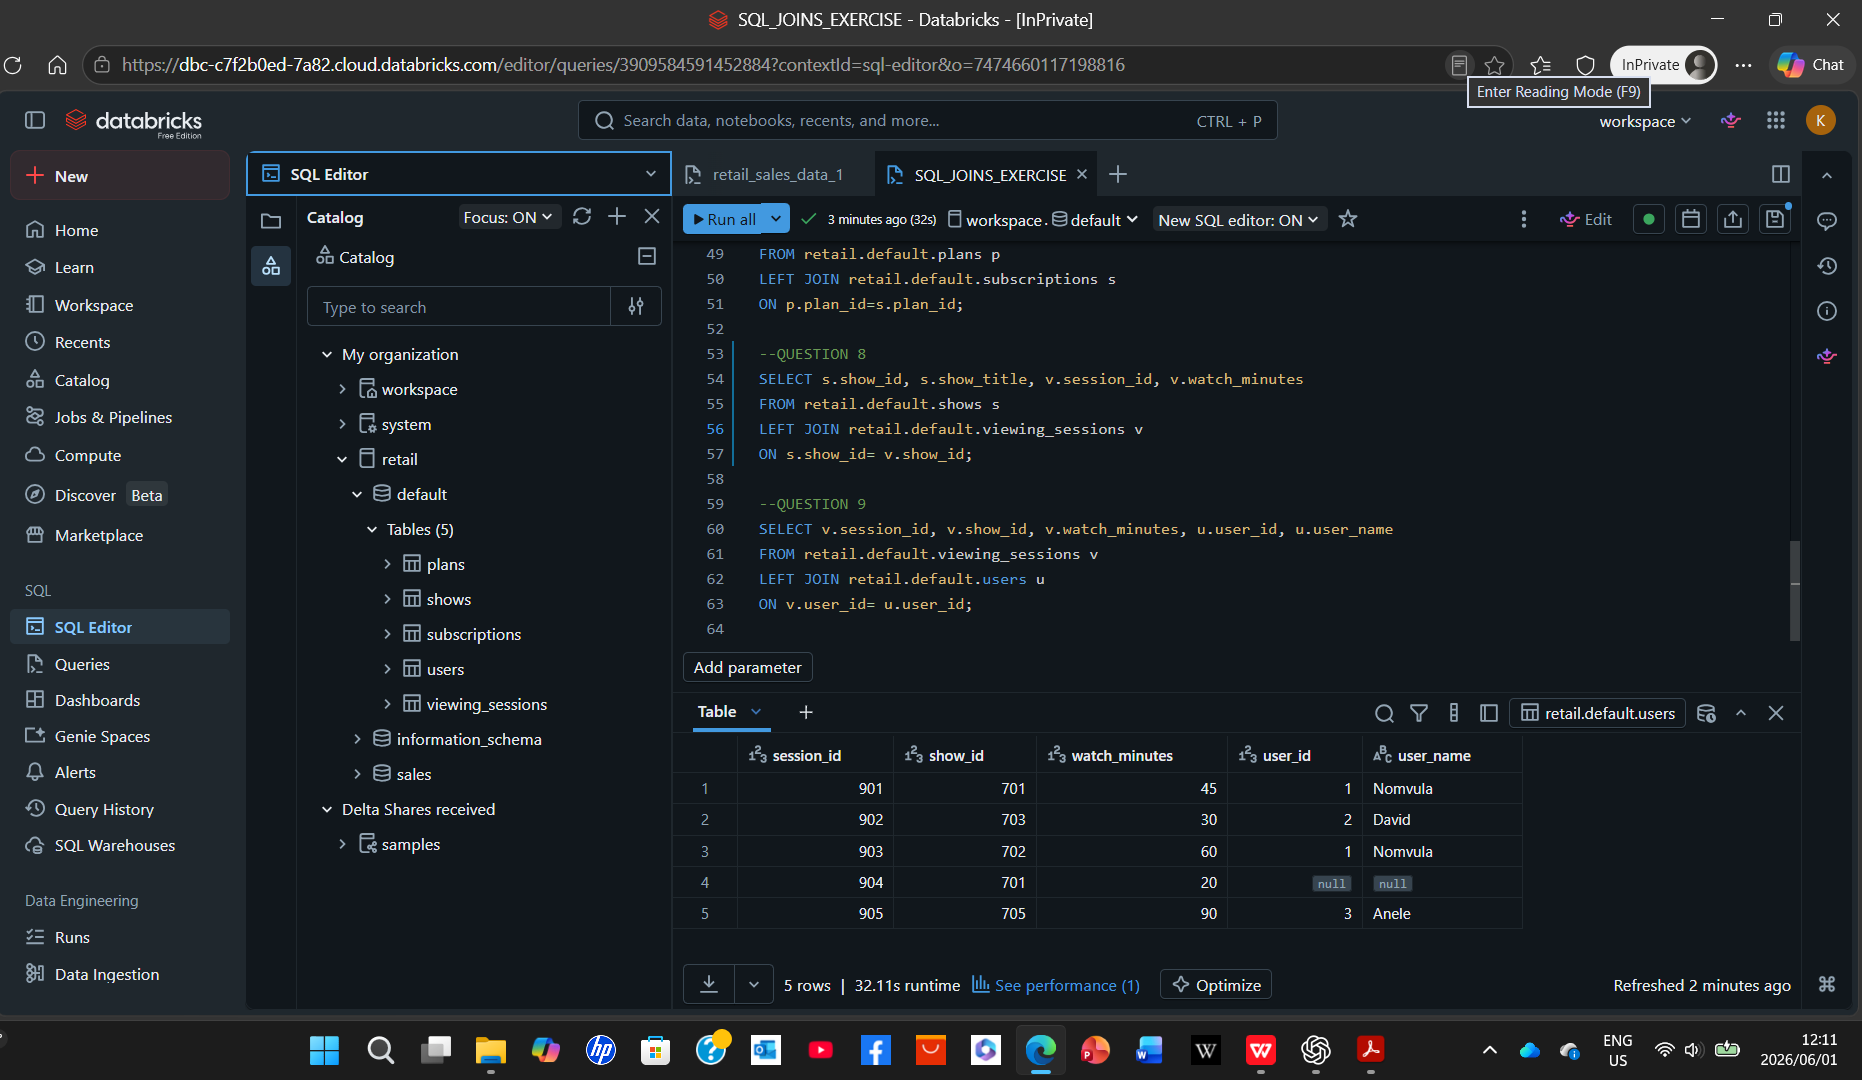 SQL_JOINS_EXERCISE - Databricks - [InPrivate]
https://dbc-c7f2b0ed-7a82.cloud.databricks.com/editor/queries/3909584591452884?contextId=sql-editor&o=7474660117198816
InPrivate
Chat
Enter Reading Mode (F9)
databricks
Free Edition
Search data, notebooks, recents, and more...
CTRL + P
workspace
K
New
Home
Learn
Workspace
Recents
Catalog
Jobs & Pipelines
Compute
Discover Beta
Marketplace
SQL
SQL Editor
Queries
Dashboards
Genie Spaces
Alerts
Query History
SQL Warehouses
Data Engineering
Runs
Data Ingestion
SQL Editor
Catalog
Focus: ON
Catalog
Type to search
My organization
workspace
system
retail
default
Tables (5)
plans
shows
subscriptions
users
viewing_sessions
information_schema
sales
Delta Shares received
samples
retail_sales_data_1
SQL_JOINS_EXERCISE
Run all
3 minutes ago (32s)
workspace. default
New SQL editor: ON
Edit
49 FROM retail.default.plans p
50 LEFT JOIN retail.default.subscriptions s
51 ON p.plan_id=s.plan_id;
52
53 --QUESTION 8
54 SELECT s.show_id, s.show_title, v.session_id, v.watch_minutes
55 FROM retail.default.shows s
56 LEFT JOIN retail.default.viewing_sessions v
57 ON s.show_id= v.show_id;
58
59 --QUESTION 9
60 SELECT v.session_id, v.show_id, v.watch_minutes, u.user_id, u.user_name
61 FROM retail.default.viewing_sessions v
62 LEFT JOIN retail.default.users u
63 ON v.user_id= u.user_id;
64
Add parameter
Table
retail.default.users
session_id show_id watch_minutes user_id user_name
1 901 701 45 1 Nomvula
2 902 703 30 2 David
3 903 702 60 1 Nomvula
4 904 701 20 null null
5 905 705 90 3 Anele
5 rows | 32.11s runtime
See performance (1)
Optimize
Refreshed 2 minutes ago
ENG
US
12:11
2026/06/01